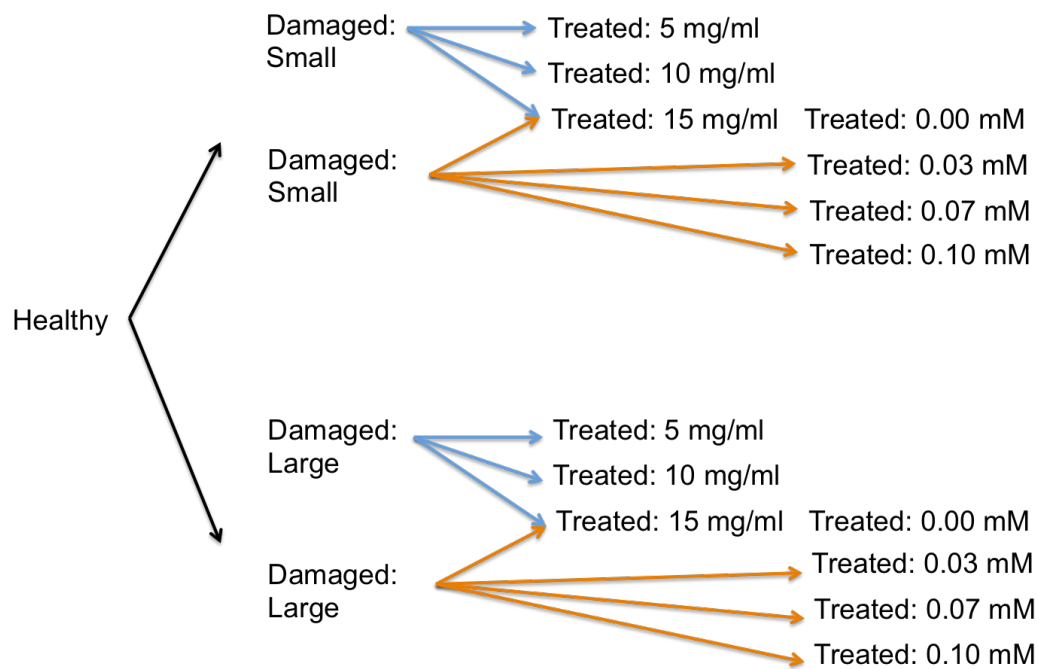 Damaged:
Small
Treated: 5 mg/ml
Treated: 10 mg/ml
Treated: 15 mg/ml Treated: 0.00 mM
Damaged:
Small
Treated: 0.03 mM
Treated: 0.07 mM
Treated: 0.10 mM
Healthy
Damaged:
Large
Treated: 5 mg/ml
Treated: 10 mg/ml
Treated: 15 mg/ml Treated: 0.00 mM
Damaged:
Large
Treated: 0.03 mM
Treated: 0.07 mM
Treated: 0.10 mM